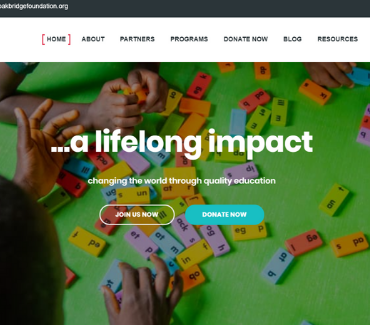 oakbridgefoundation.org
[ HOME ] ABOUT PARTNERS PROGRAMS DONATE NOW BLOG RESOURCES
...a lifelong impact
changing the world through quality education
JOIN US NOW DONATE NOW